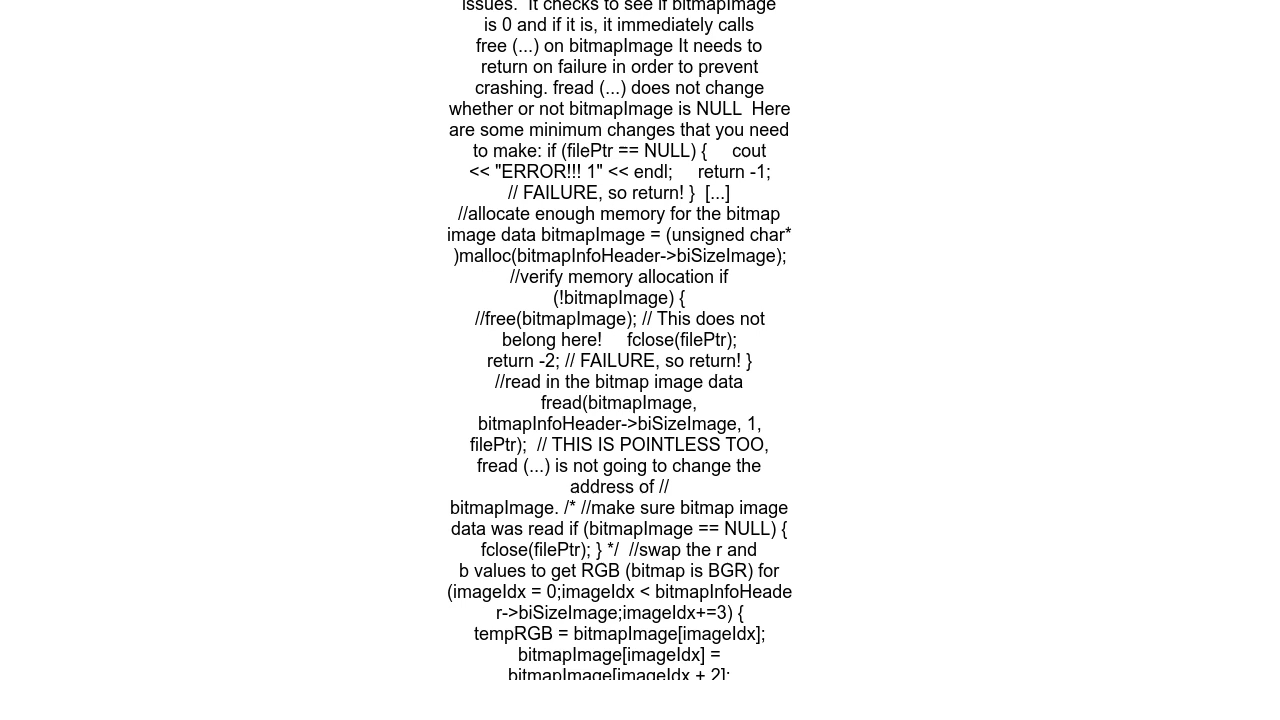 issues.  It checks to see if bitmapImage
is 0 and if it is, it immediately calls
free (...) on bitmapImage It needs to
return on failure in order to prevent
crashing. fread (...) does not change
whether or not bitmapImage is NULL  Here
are some minimum changes that you need
to make: if (filePtr == NULL) {     cout
<< "ERROR!!! 1" << endl;     return -1;
// FAILURE, so return! }  [...]
//allocate enough memory for the bitmap
image data bitmapImage = (unsigned char*
)malloc(bitmapInfoHeader->biSizeImage);
//verify memory allocation if
(!bitmapImage) {
//free(bitmapImage); // This does not
belong here!     fclose(filePtr);
return -2; // FAILURE, so return! }
//read in the bitmap image data
fread(bitmapImage,
bitmapInfoHeader->biSizeImage, 1,
filePtr);  // THIS IS POINTLESS TOO,
fread (...) is not going to change the
address of //
bitmapImage. /* //make sure bitmap image
data was read if (bitmapImage == NULL) {
fclose(filePtr); } */  //swap the r and
b values to get RGB (bitmap is BGR) for
(imageIdx = 0;imageIdx < bitmapInfoHeade
r->biSizeImage;imageIdx+=3) {
tempRGB = bitmapImage[imageIdx];
bitmapImage[imageIdx] =
bitmapImage[imageIdx + 2];